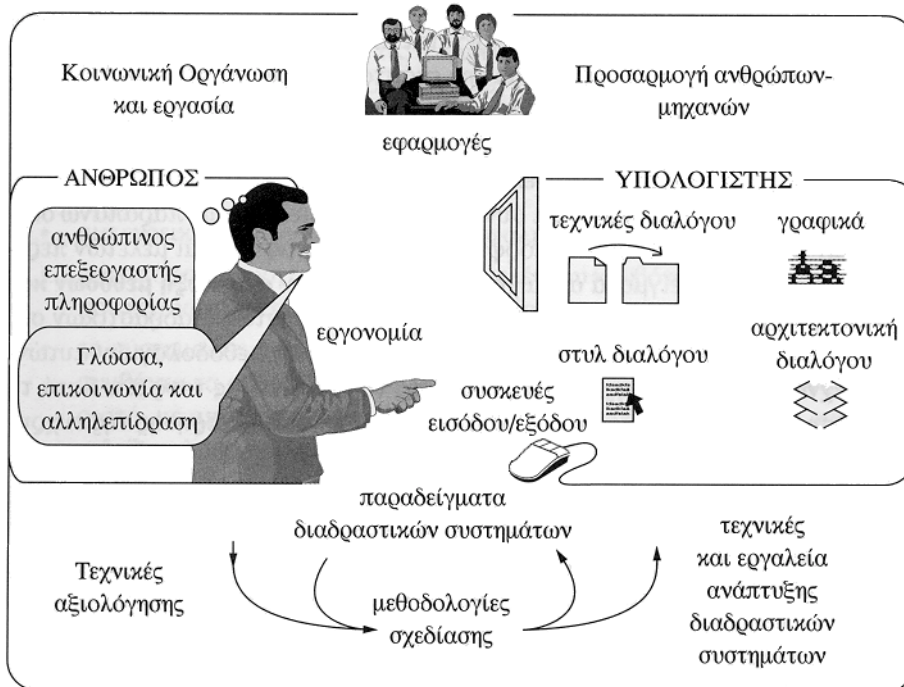 Κοινωνική Οργάνωση
και εργασία
Προσαρμογή ανθρώπων-
μηχανών
εφαρμογές
ΑΝΘΡΩΠΟΣ
ανθρώπινος
επεξεργαστής
πληροφορίας
Γλώσσα,
επικοινωνία και
αλληλεπίδραση
εργονομία
ΥΠΟΛΟΓΙΣΤΗΣ
τεχνικές διαλόγου
γραφικά
στυλ διαλόγου
αρχιτεκτονική
διαλόγου
συσκευές
εισόδου/εξόδου
παραδείγματα
διαδραστικών συστημάτων
Τεχνικές
αξιολόγησης
μεθοδολογίες
σχεδίασης
τεχνικές
και εργαλεία
ανάπτυξης
διαδραστικών
συστημάτων